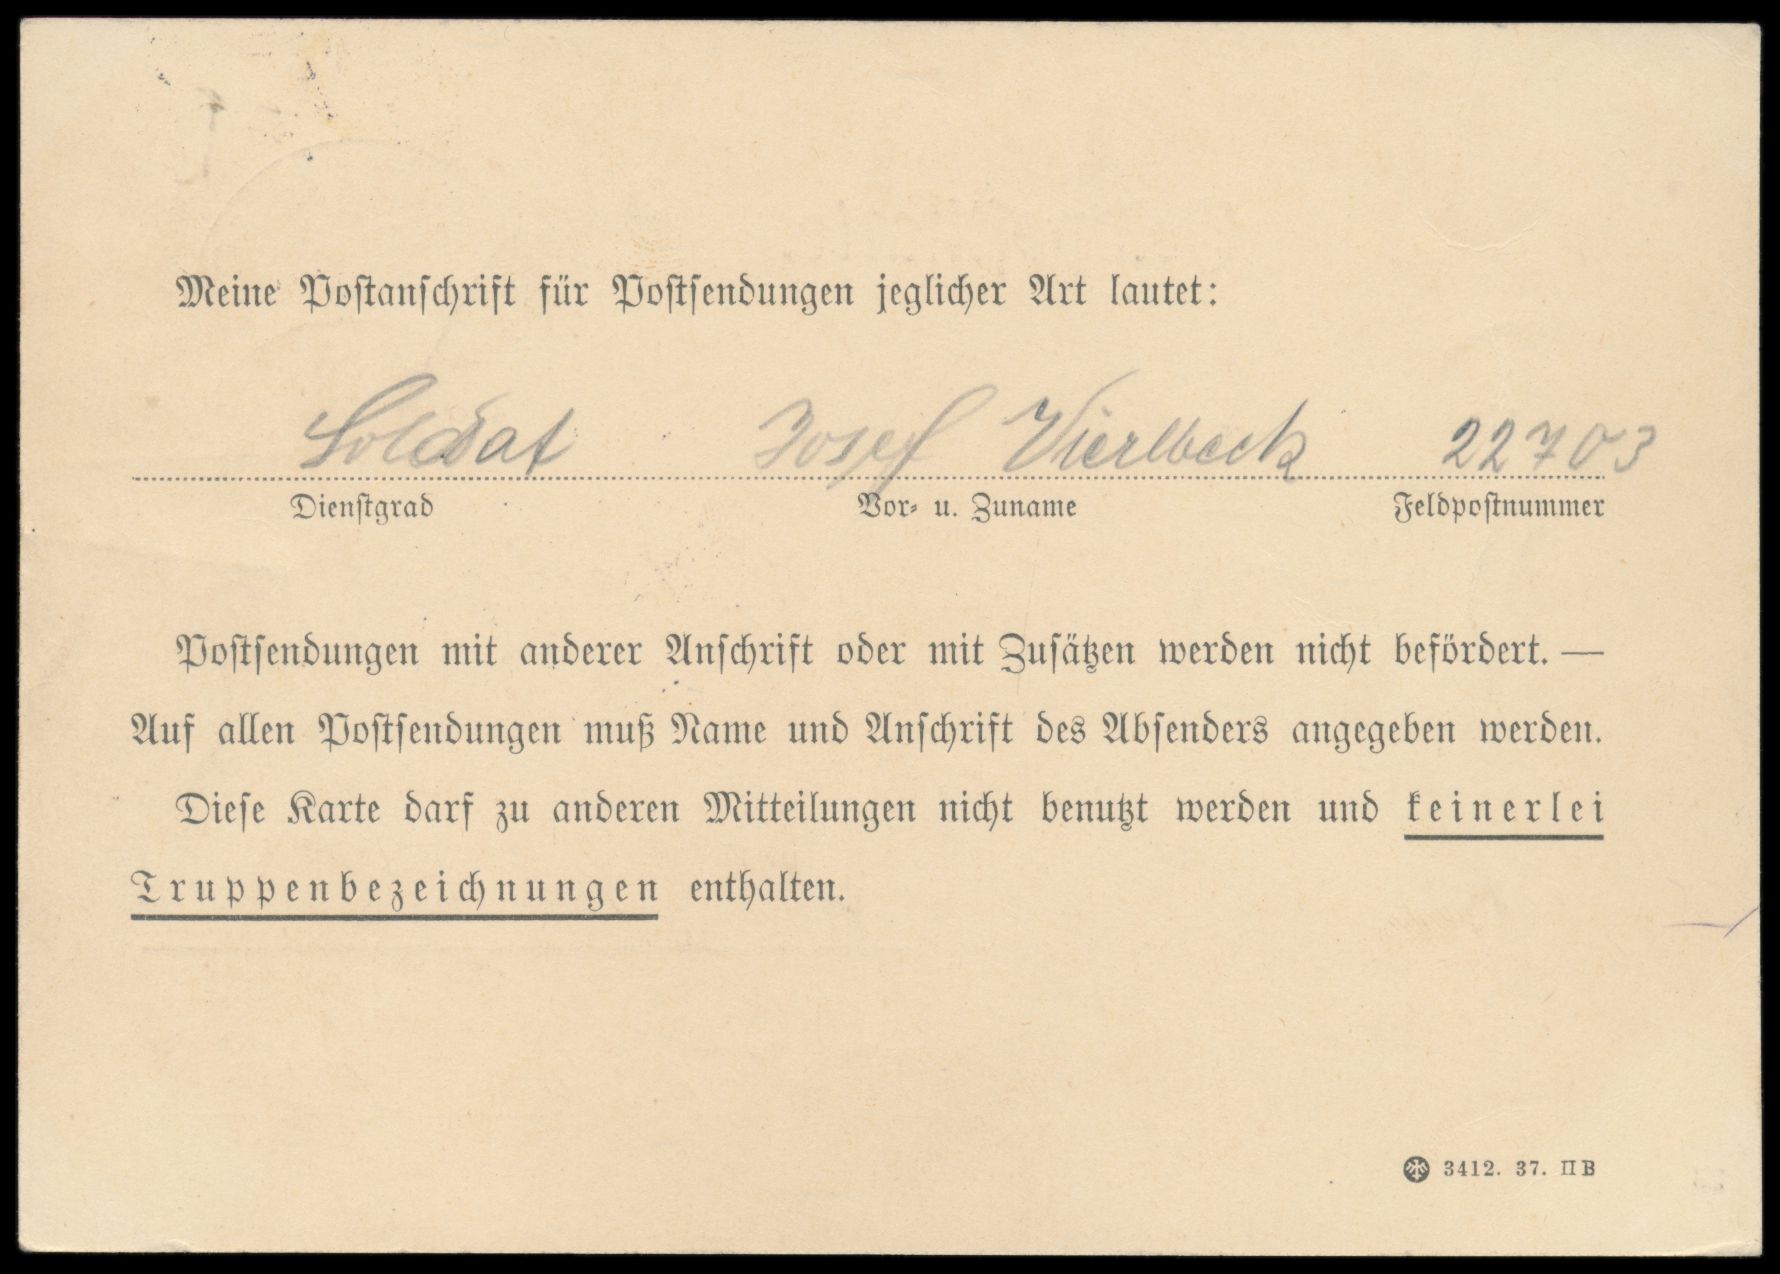 Meine Postanschrift für Postsendungen jeglicher Art lautet:
Soldat Josef Vierlbeck 22703
Dienstgrad Vor- u. Zuname Feldpostnummer
Postsendungen mit anderer Anschrift oder mit Zusätzen werden nicht befördert. —
Auf allen Postsendungen muß Name und Anschrift des Absenders angegeben werden.
Diese Karte darf zu anderen Mitteilungen nicht benutzt werden und keinerlei
Truppenbezeichnungen enthalten.
3412. 37. II B